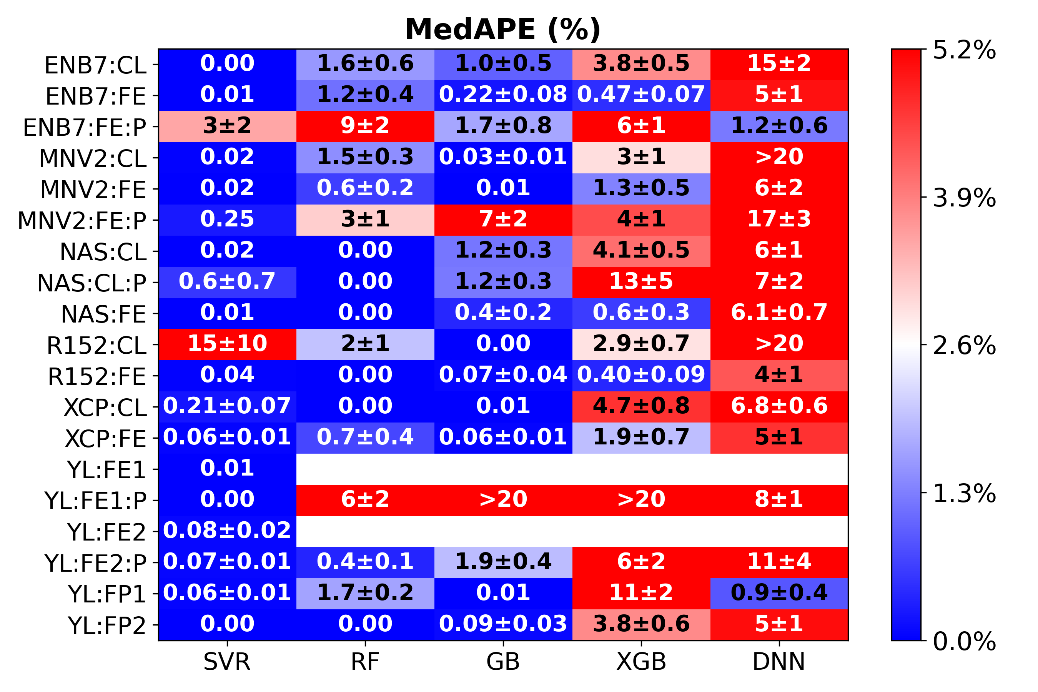 MedAPE (%)
ENB7:CL 0.00 1.6±0.6 1.0±0.5 3.8±0.5 15±2
ENB7:FE 0.01 1.2±0.4 0.22±0.08 0.47±0.07 5±1
ENB7:FE:P 3±2 9±2 1.7±0.8 6±1 1.2±0.6
MNV2:CL 0.02 1.5±0.3 0.03±0.01 3±1 >20
MNV2:FE 0.02 0.6±0.2 0.01 1.3±0.5 6±2
MNV2:FE:P 0.25 3±1 7±2 4±1 17±3
NAS:CL 0.02 0.00 1.2±0.3 4.1±0.5 6±1
NAS:CL:P 0.6±0.7 0.00 1.2±0.3 13±5 7±2
NAS:FE 0.01 0.00 0.4±0.2 0.6±0.3 6.1±0.7
R152:CL 15±10 2±1 0.00 2.9±0.7 >20
R152:FE 0.04 0.00 0.07±0.04 0.40±0.09 4±1
XCP:CL 0.21±0.07 0.00 0.01 4.7±0.8 6.8±0.6
XCP:FE 0.06±0.01 0.7±0.4 0.06±0.01 1.9±0.7 5±1
YL:FE1 0.01
YL:FE1:P 0.00 6±2 >20 >20 8±1
YL:FE2 0.08±0.02
YL:FE2:P 0.07±0.01 0.4±0.1 1.9±0.4 6±2 11±4
YL:FP1 0.06±0.01 1.7±0.2 0.01 11±2 0.9±0.4
YL:FP2 0.00 0.00 0.09±0.03 3.8±0.6 5±1
SVR RF GB XGB DNN
5.2%
3.9%
2.6%
1.3%
0.0%